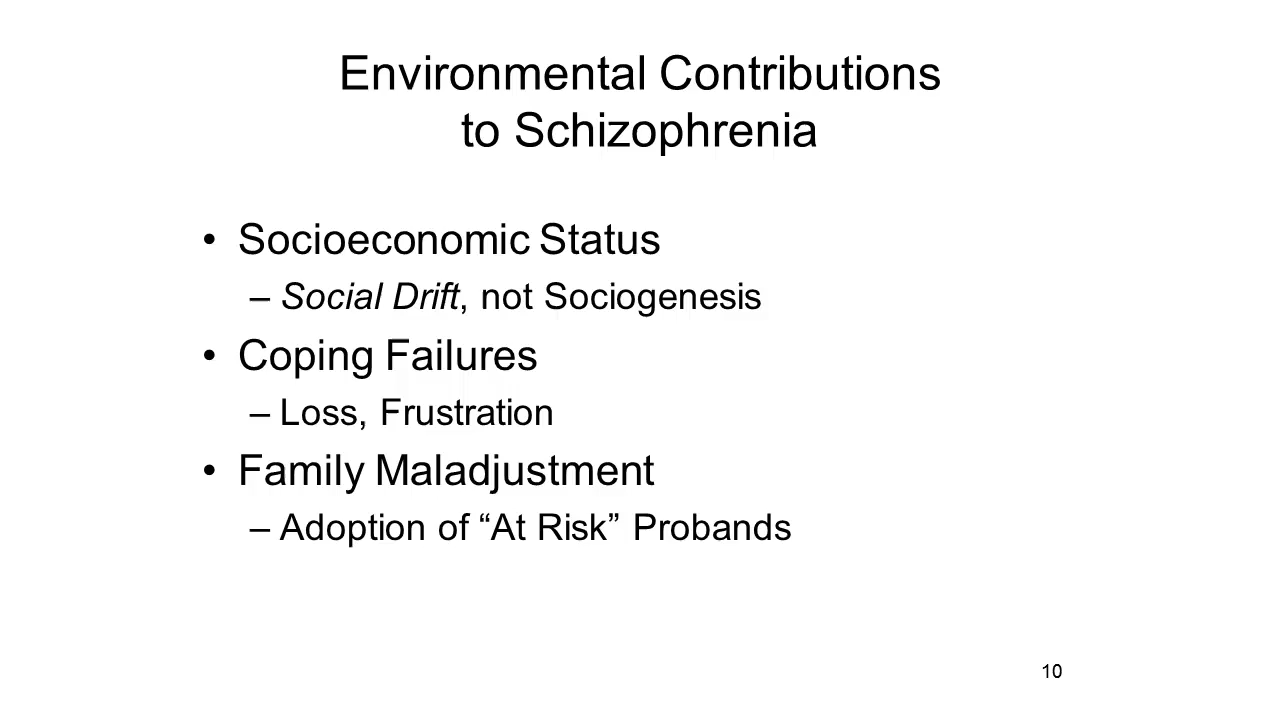 Environmental Contributions
to Schizophrenia
• Socioeconomic Status
– Social Drift, not Sociogenesis
• Coping Failures
– Loss, Frustration
• Family Maladjustment
– Adoption of “At Risk” Probands
10